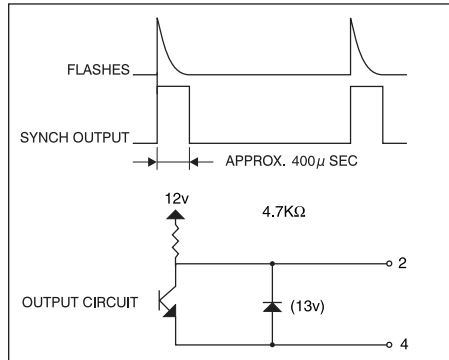 FLASHES
SYNCH OUTPUT
APPROX. 400μ SEC
12v
4.7KΩ
2
OUTPUT CIRCUIT
(13v)
4